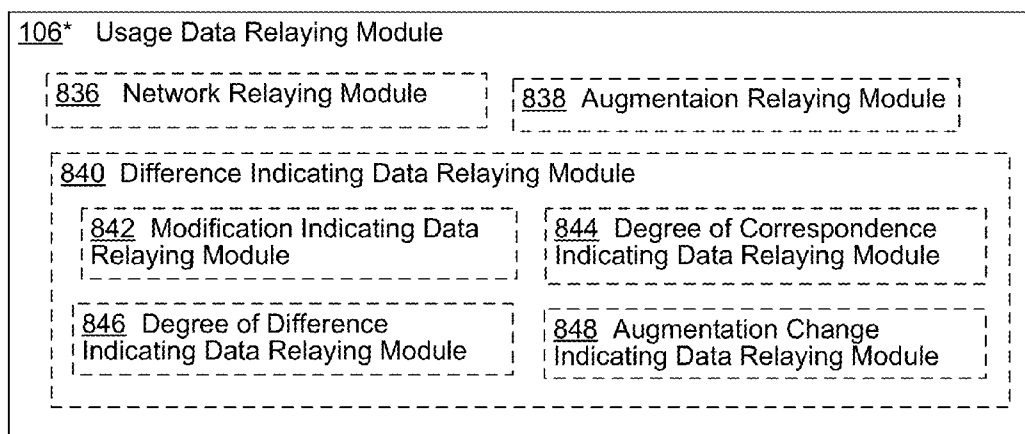 106* Usage Data Relaying Module
836 Network Relaying Module
838 Augmentaion Relaying Module
840 Difference Indicating Data Relaying Module
842 Modification Indicating Data
Relaying Module
844 Degree of Correspondence
Indicating Data Relaying Module
846 Degree of Difference
Indicating Data Relaying Module
848 Augmentation Change
Indicating Data Relaying Module